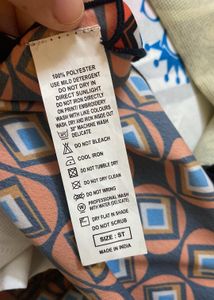 100% POLYESTER
USE MILD DETERGENT
DO NOT DRY IN
DIRECT SUNLIGHT
DO NOT IRON DIRECTLY
ON PRINT/EMBROIDERY
WASH WITH LIKE COLOURS
WASH, DRY AND IRON INSIDE OUT
30° MACHINE WASH
DELICATE
DO NOT BLEACH
COOL IRON
DO NOT TUMBLE DRY
DO NOT DRY CLEAN
DO NOT WRING
PROFESSIONAL WASH
WITH WATER (DELICATE)
DRY FLAT IN SHADE
DO NOT SCRUB
SIZE : ST
MADE IN INDIA